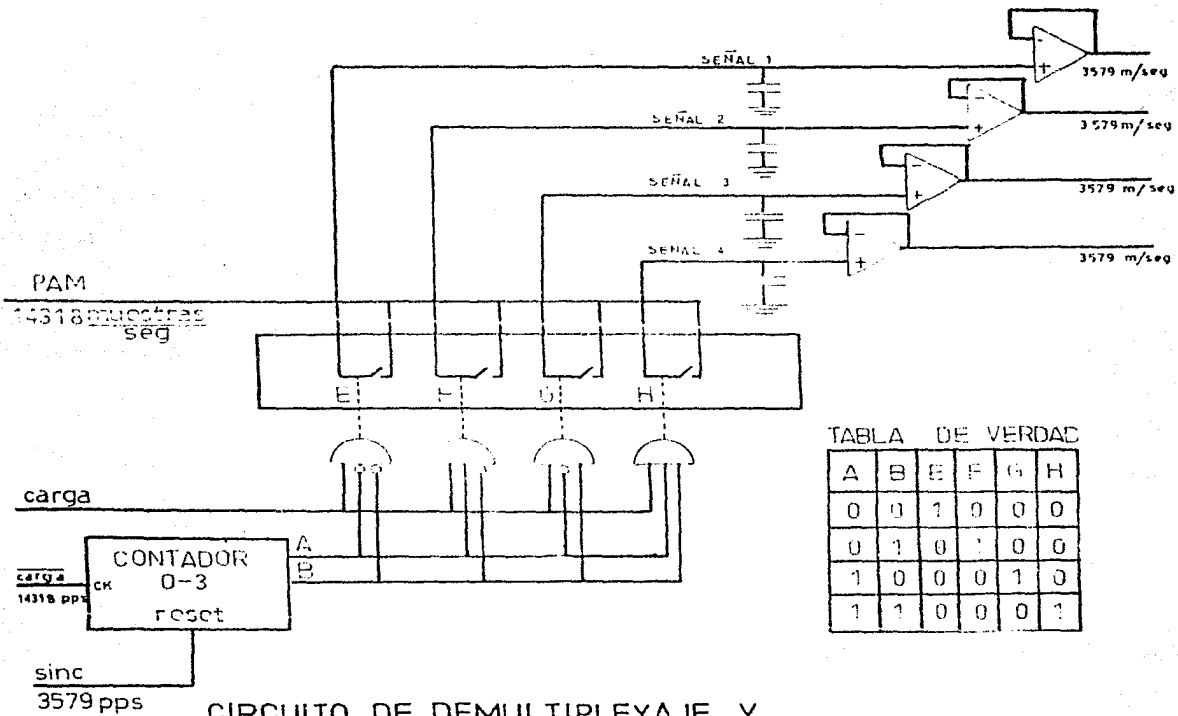 SEÑAL 1
3579 m/seg
SEÑAL 2
3579 m/seg
SEÑAL 3
3579 m/seg
SEÑAL 4
3579 m/seg
PAM
14318 muestras
seg
E F G H
carga
CONTADOR
0-3
reset
A
B
carga
CK
14318 pps
sinc
3579 pps
TABLA DE VERDAD
A B E F G H
0 0 1 0 0 0
0 1 0 1 0 0
1 0 0 0 1 0
1 1 0 0 0 1
CIRCUITO DE DEMULTIPLEXAJE Y